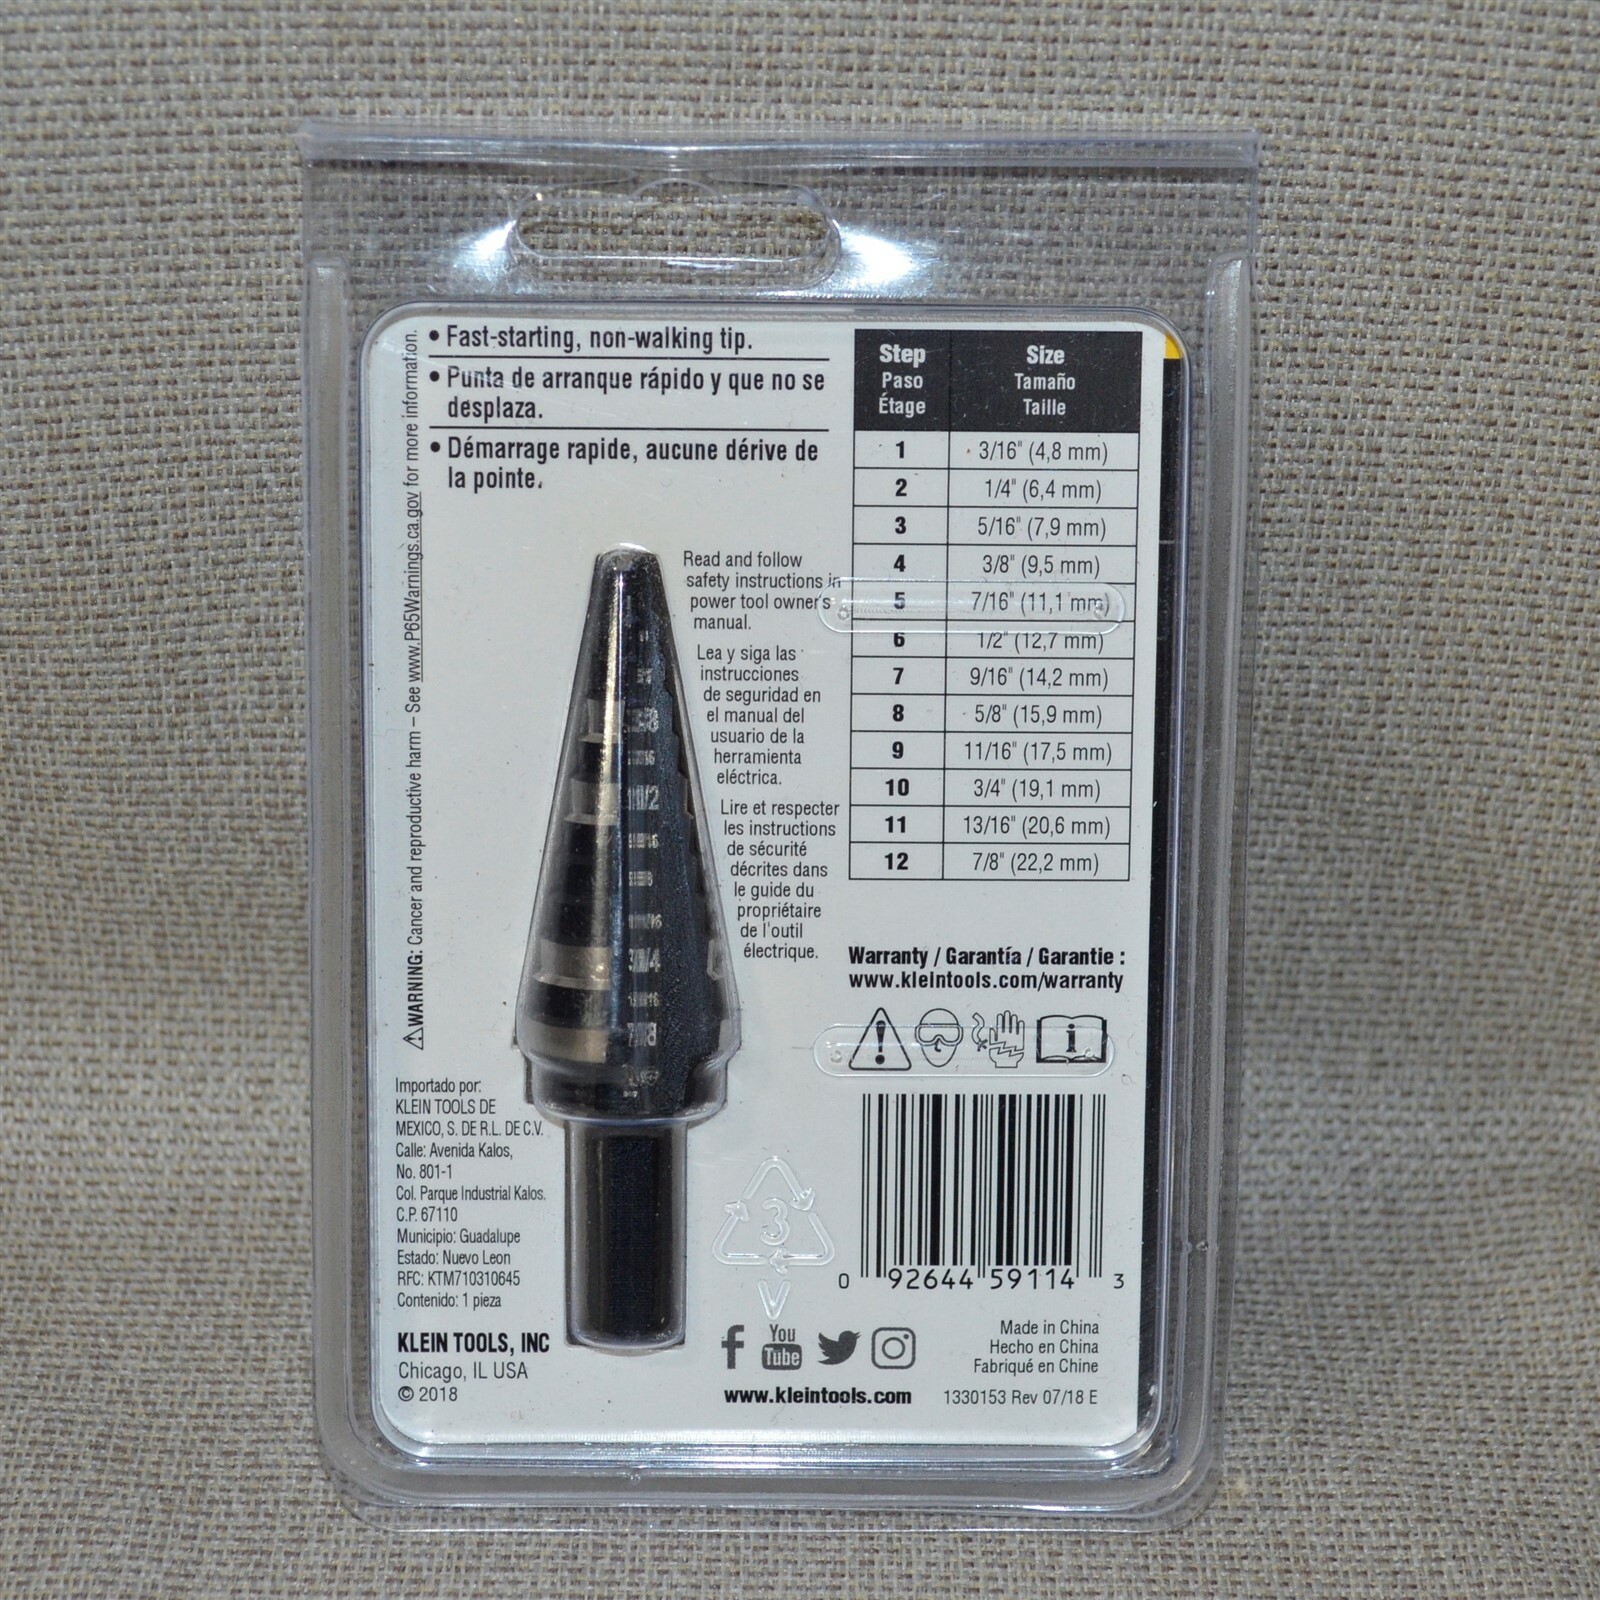 • Fast-starting, non-walking tip.
• Punta de arranque rápido y que no se
desplaza.
• Démarrage rapide, aucune dérive de
la pointe.
⚠WARNING: Cancer and reproductive harm – See www.P65Warnings.ca.gov for more information.
Step Size
Paso Tamaño
Étage Taille
1 3/16" (4,8 mm)
2 1/4" (6,4 mm)
3 5/16" (7,9 mm)
4 3/8" (9,5 mm)
5 7/16" (11,1 mm)
6 1/2" (12,7 mm)
7 9/16" (14,2 mm)
8 5/8" (15,9 mm)
9 11/16" (17,5 mm)
10 3/4" (19,1 mm)
11 13/16" (20,6 mm)
12 7/8" (22,2 mm)
Read and follow
safety instructions in
power tool owner's
manual.
Lea y siga las
instrucciones
de seguridad en
el manual del
usuario de la
herramienta
eléctrica.
Lire et respecter
les instructions
de sécurité
décrites dans
le guide du
propriétaire
de l'outil
électrique.
Warranty / Garantía / Garantie :
www.kleintools.com/warranty
i
Importado por:
KLEIN TOOLS DE
MEXICO, S. DE R.L. DE C.V.
Calle: Avenida Kalos,
No. 801-1
Col. Parque Industrial Kalos.
C.P. 67110
Municipio: Guadalupe
Estado: Nuevo Leon
RFC: KTM710310645
Contenido: 1 pieza
KLEIN TOOLS, INC
Chicago, IL USA
© 2018
3
V
0 92644 59114 3
You
Tube
www.kleintools.com
Made in China
Hecho en China
Fabriqué en Chine
1330153 Rev 07/18 E